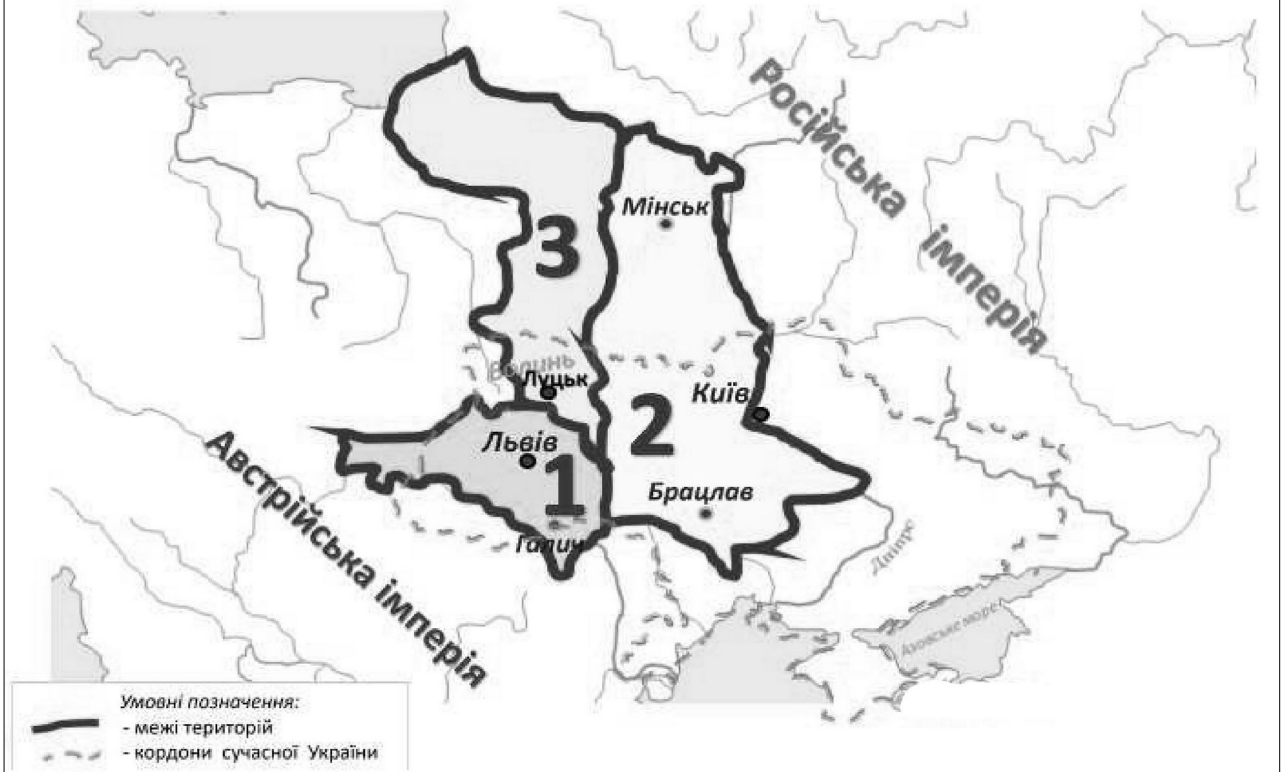 Російська імперія
Мінськ
3
Волинь
Луцьк
Київ
2
Львів
1
Брацлав
Галич
Австрійська імперія
Дніпро
Азовське море
Умовні позначення:
- межі територій
- кордони сучасної України